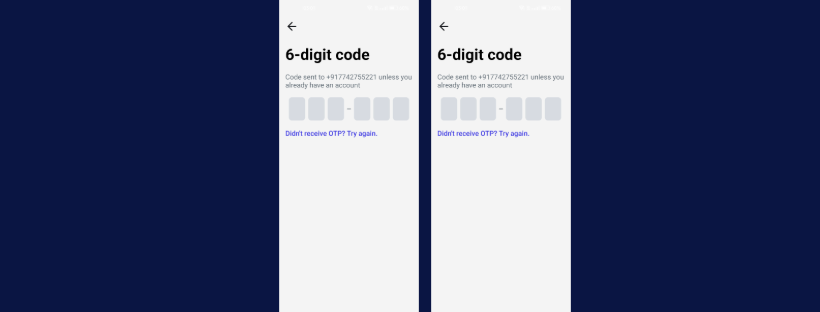 6-digit code
Code sent to +917742755221 unless you
already have an account
–
Didn't receive OTP? Try again.
6-digit code
Code sent to +917742755221 unless you
already have an account
–
Didn't receive OTP? Try again.